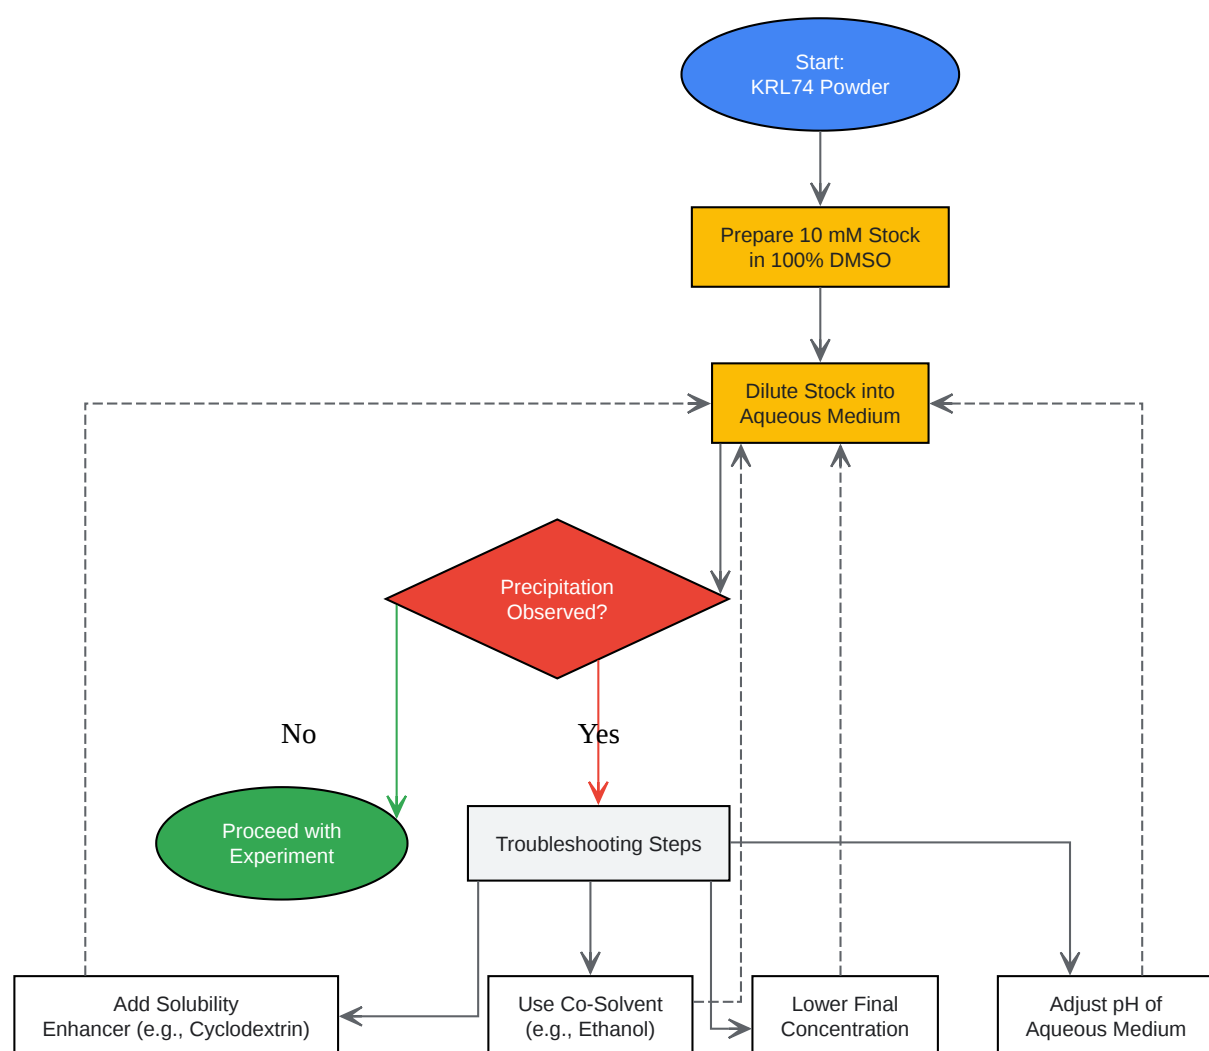 Start:
KRL74 Powder
Prepare 10 mM Stock
in 100% DMSO
Dilute Stock into
Aqueous Medium
Precipitation
Observed?
No
Yes
Proceed with
Experiment
Troubleshooting Steps
Add Solubility
Enhancer (e.g., Cyclodextrin)
Use Co-Solvent
(e.g., Ethanol)
Lower Final
Concentration
Adjust pH of
Aqueous Medium